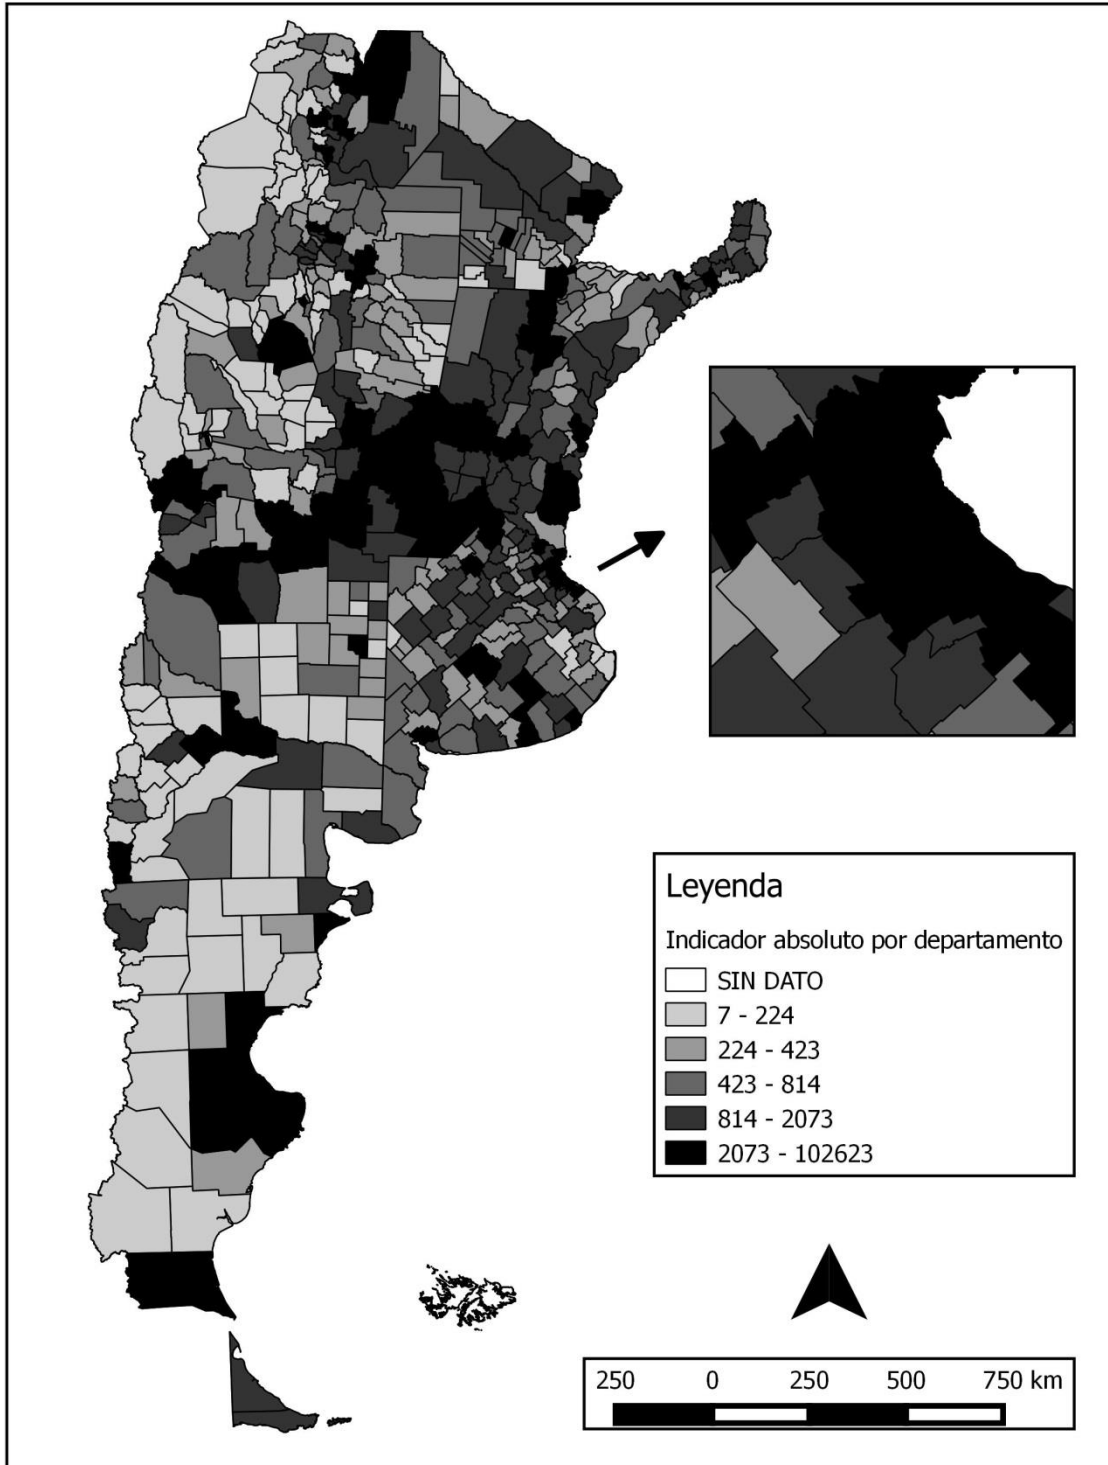 Leyenda
Indicador absoluto por departamento
SIN DATO
7 - 224
224 - 423
423 - 814
814 - 2073
2073 - 102623
250 0 250 500 750 km